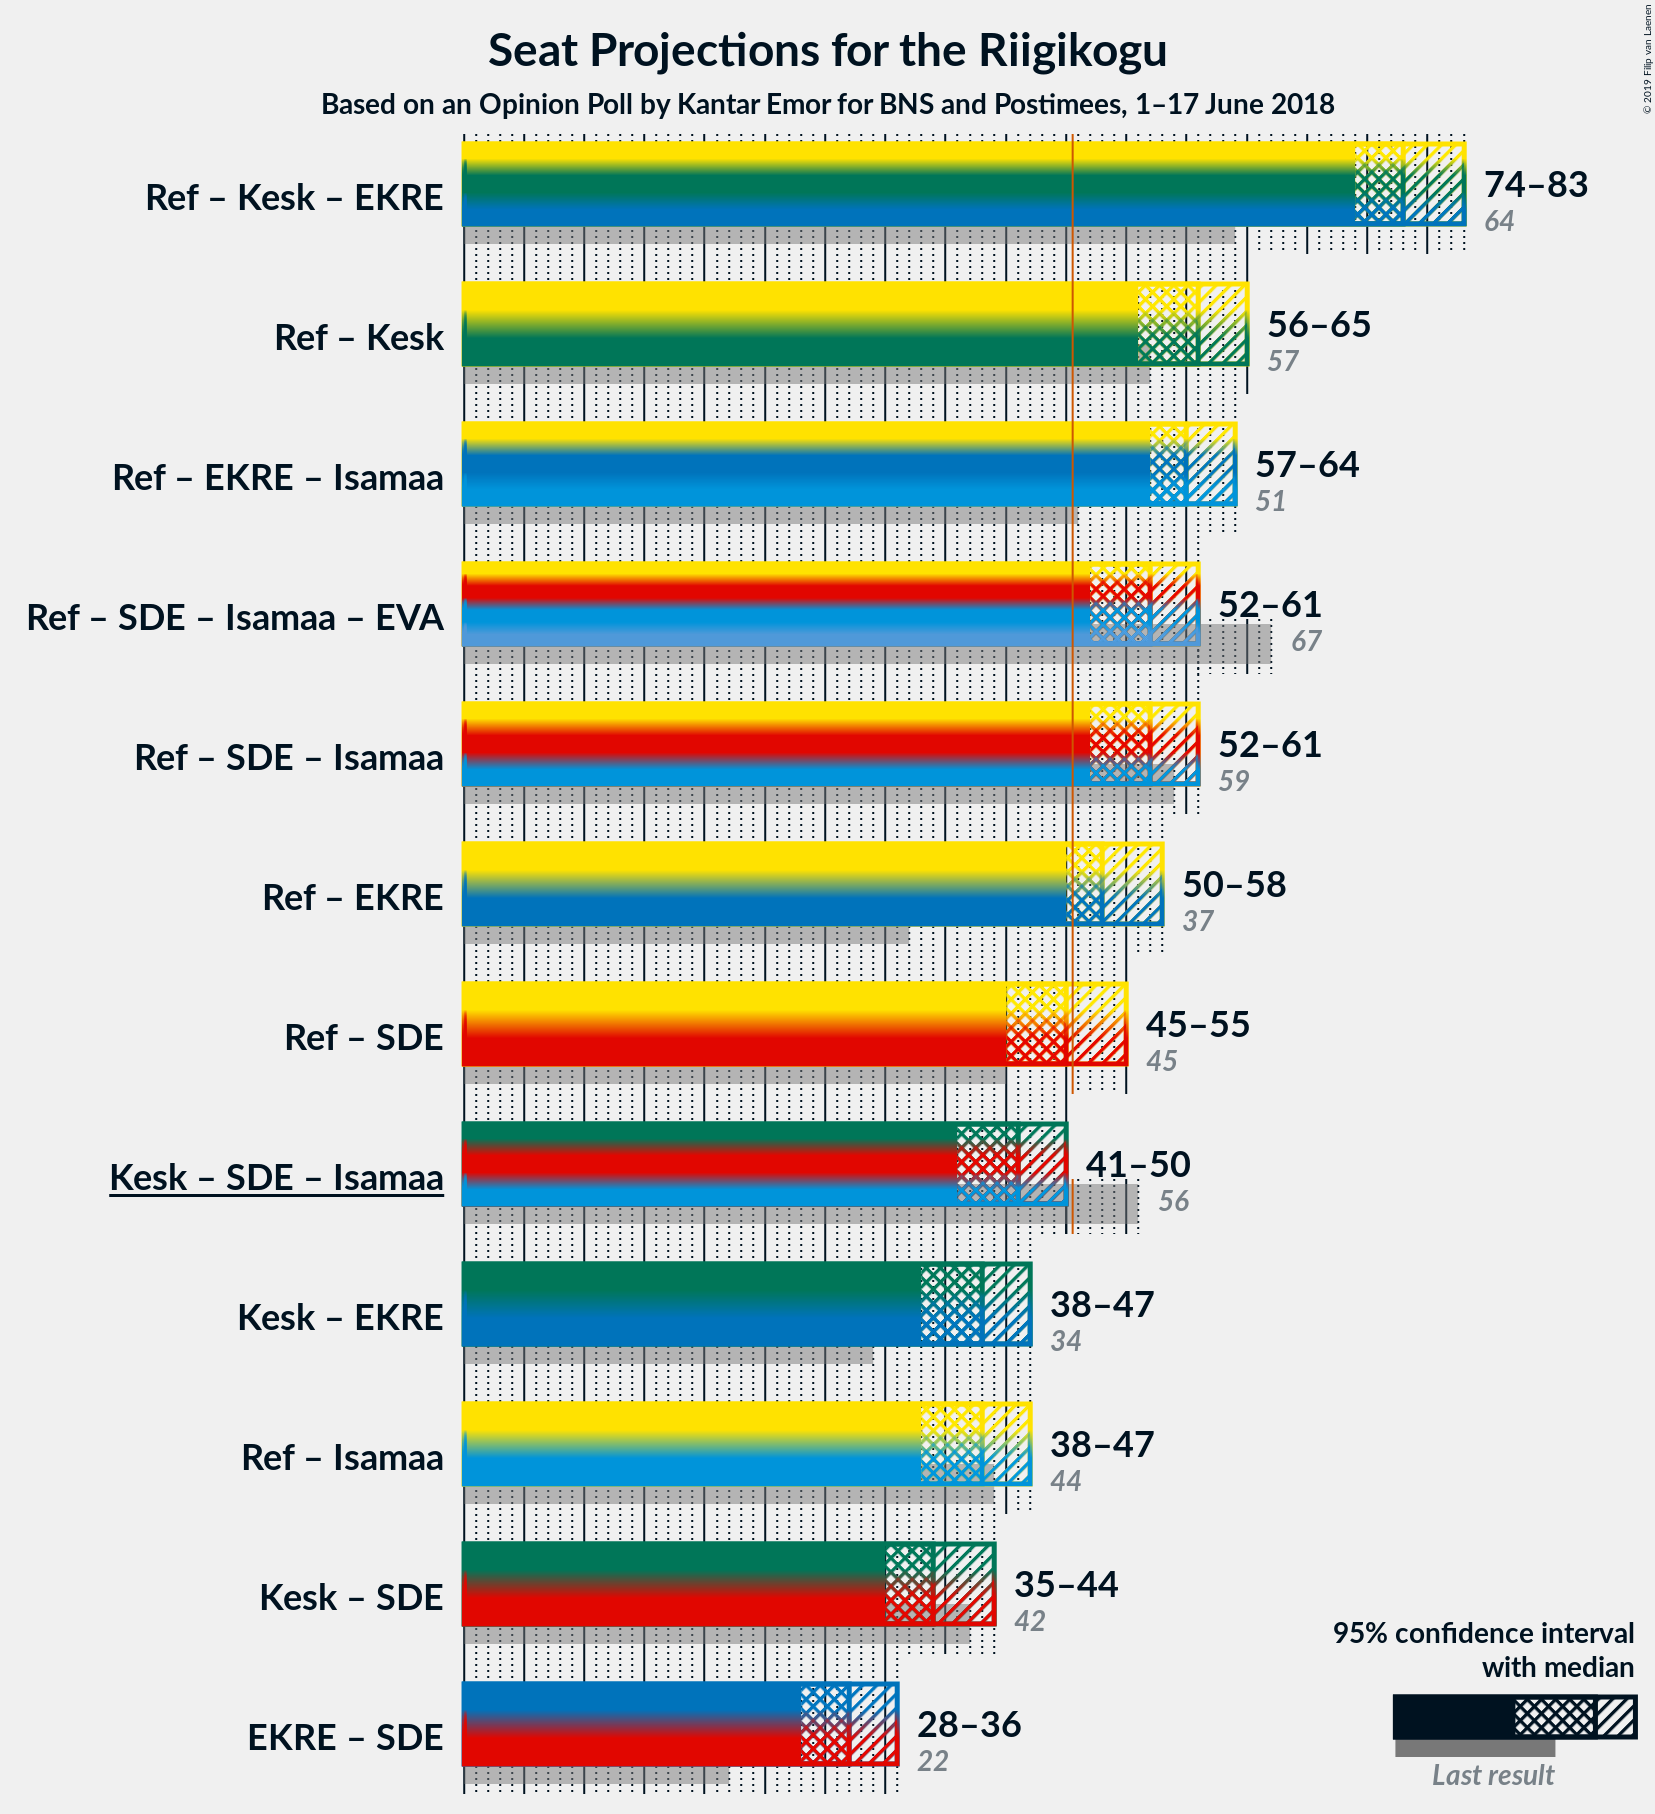 Seat Projections for the Riigikogu
Based on an Opinion Poll by Kantar Emor for BNS and Postimees, 1–17 June 2018
© 2019 Filip van Laenen
Ref – Kesk – EKRE
74–83
64
Ref – Kesk
56–65
57
Ref – EKRE – Isamaa
57–64
51
Ref – SDE – Isamaa – EVA
52–61
67
Ref – SDE – Isamaa
52–61
59
Ref – EKRE
50–58
37
Ref – SDE
45–55
45
Kesk – SDE – Isamaa
41–50
56
Kesk – EKRE
38–47
34
Ref – Isamaa
38–47
44
Kesk – SDE
35–44
42
EKRE – SDE
28–36
22
95% confidence interval
with median
Last result